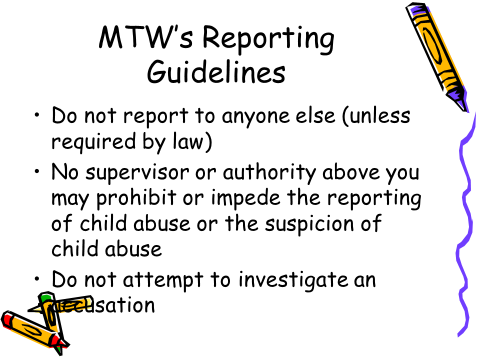 MTW's Reporting
Guidelines
• Do not report to anyone else (unless
required by law)
• No supervisor or authority above you
may prohibit or impede the reporting
of child abuse or the suspicion of
child abuse
• Do not attempt to investigate an
accusation